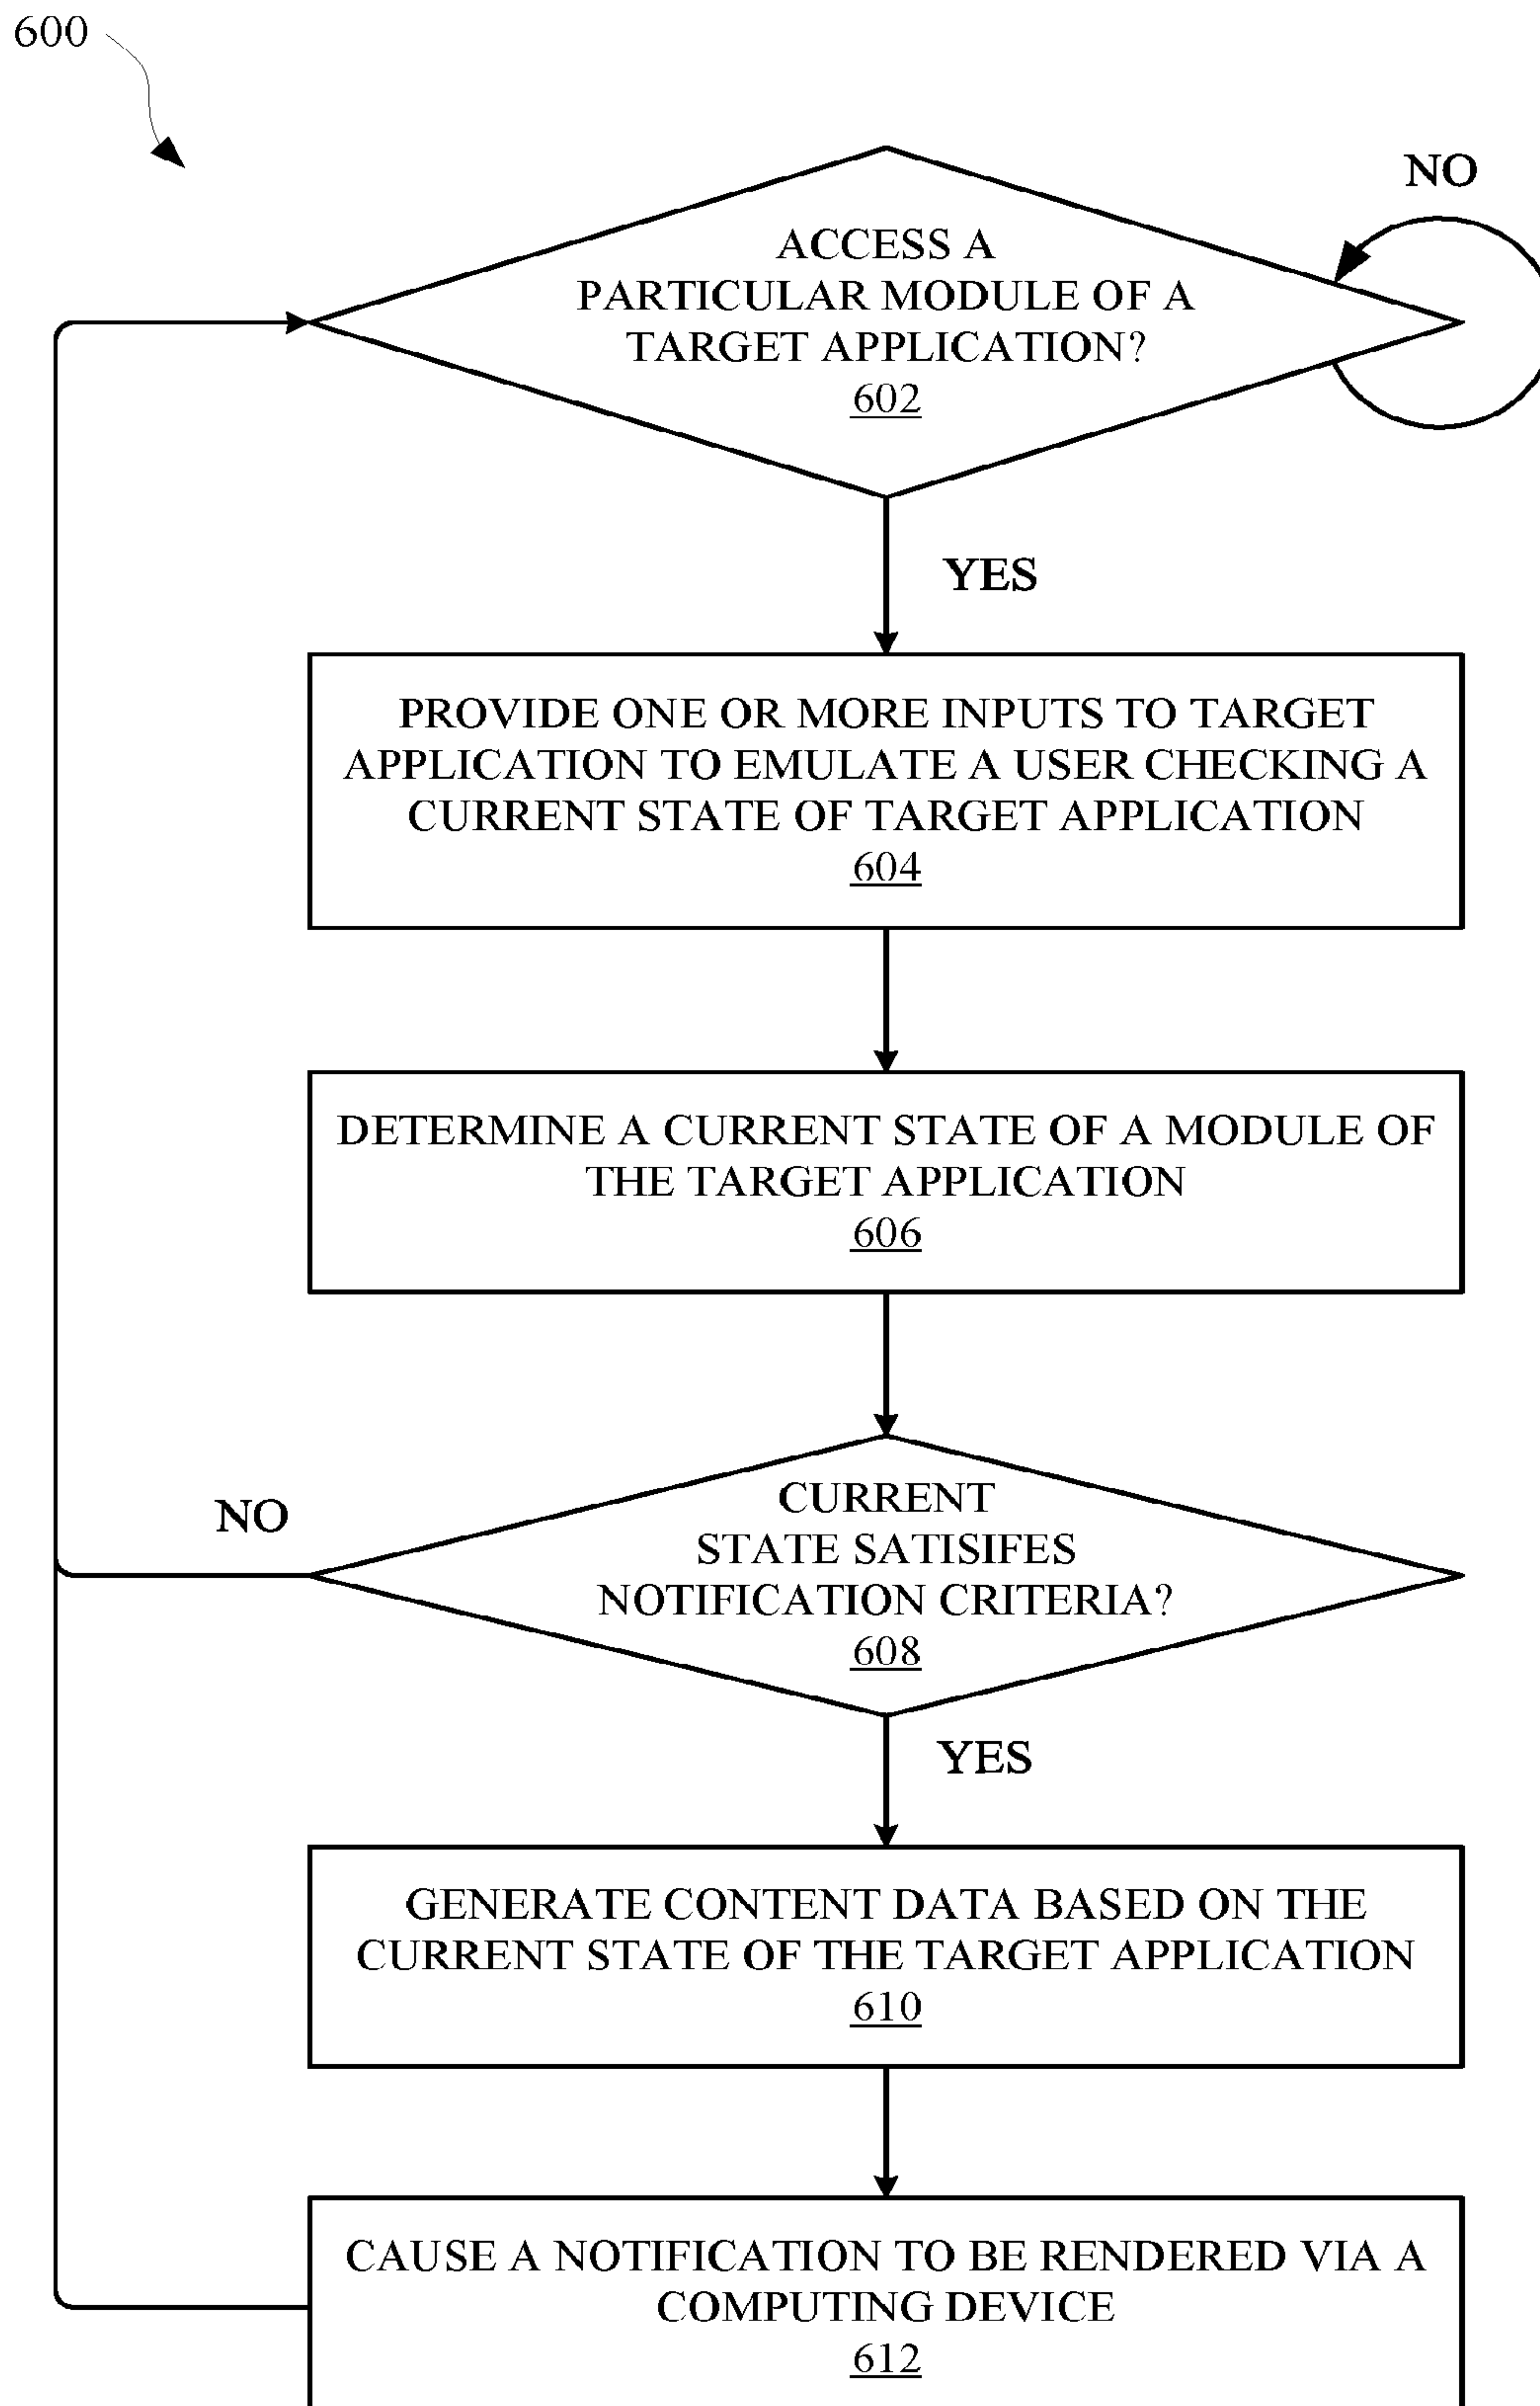 600
NO
ACCESS A
PARTICULAR MODULE OF A
TARGET APPLICATION?
602
YES
PROVIDE ONE OR MORE INPUTS TO TARGET
APPLICATION TO EMULATE A USER CHECKING A
CURRENT STATE OF TARGET APPLICATION
604
DETERMINE A CURRENT STATE OF A MODULE OF
THE TARGET APPLICATION
606
NO
CURRENT
STATE SATISIFES
NOTIFICATION CRITERIA?
608
YES
GENERATE CONTENT DATA BASED ON THE
CURRENT STATE OF THE TARGET APPLICATION
610
CAUSE A NOTIFICATION TO BE RENDERED VIA A
COMPUTING DEVICE
612